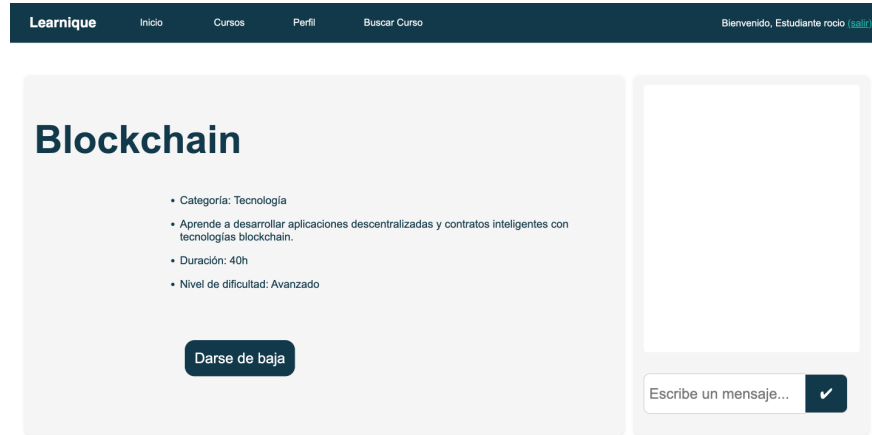 Learnique Inicio Cursos Perfil Buscar Curso Bienvenido, Estudiante rocio (salir)
Blockchain
• Categoría: Tecnología
• Aprende a desarrollar aplicaciones descentralizadas y contratos inteligentes con
tecnologías blockchain.
• Duración: 40h
• Nivel de dificultad: Avanzado
Darse de baja
Escribe un mensaje... ✔